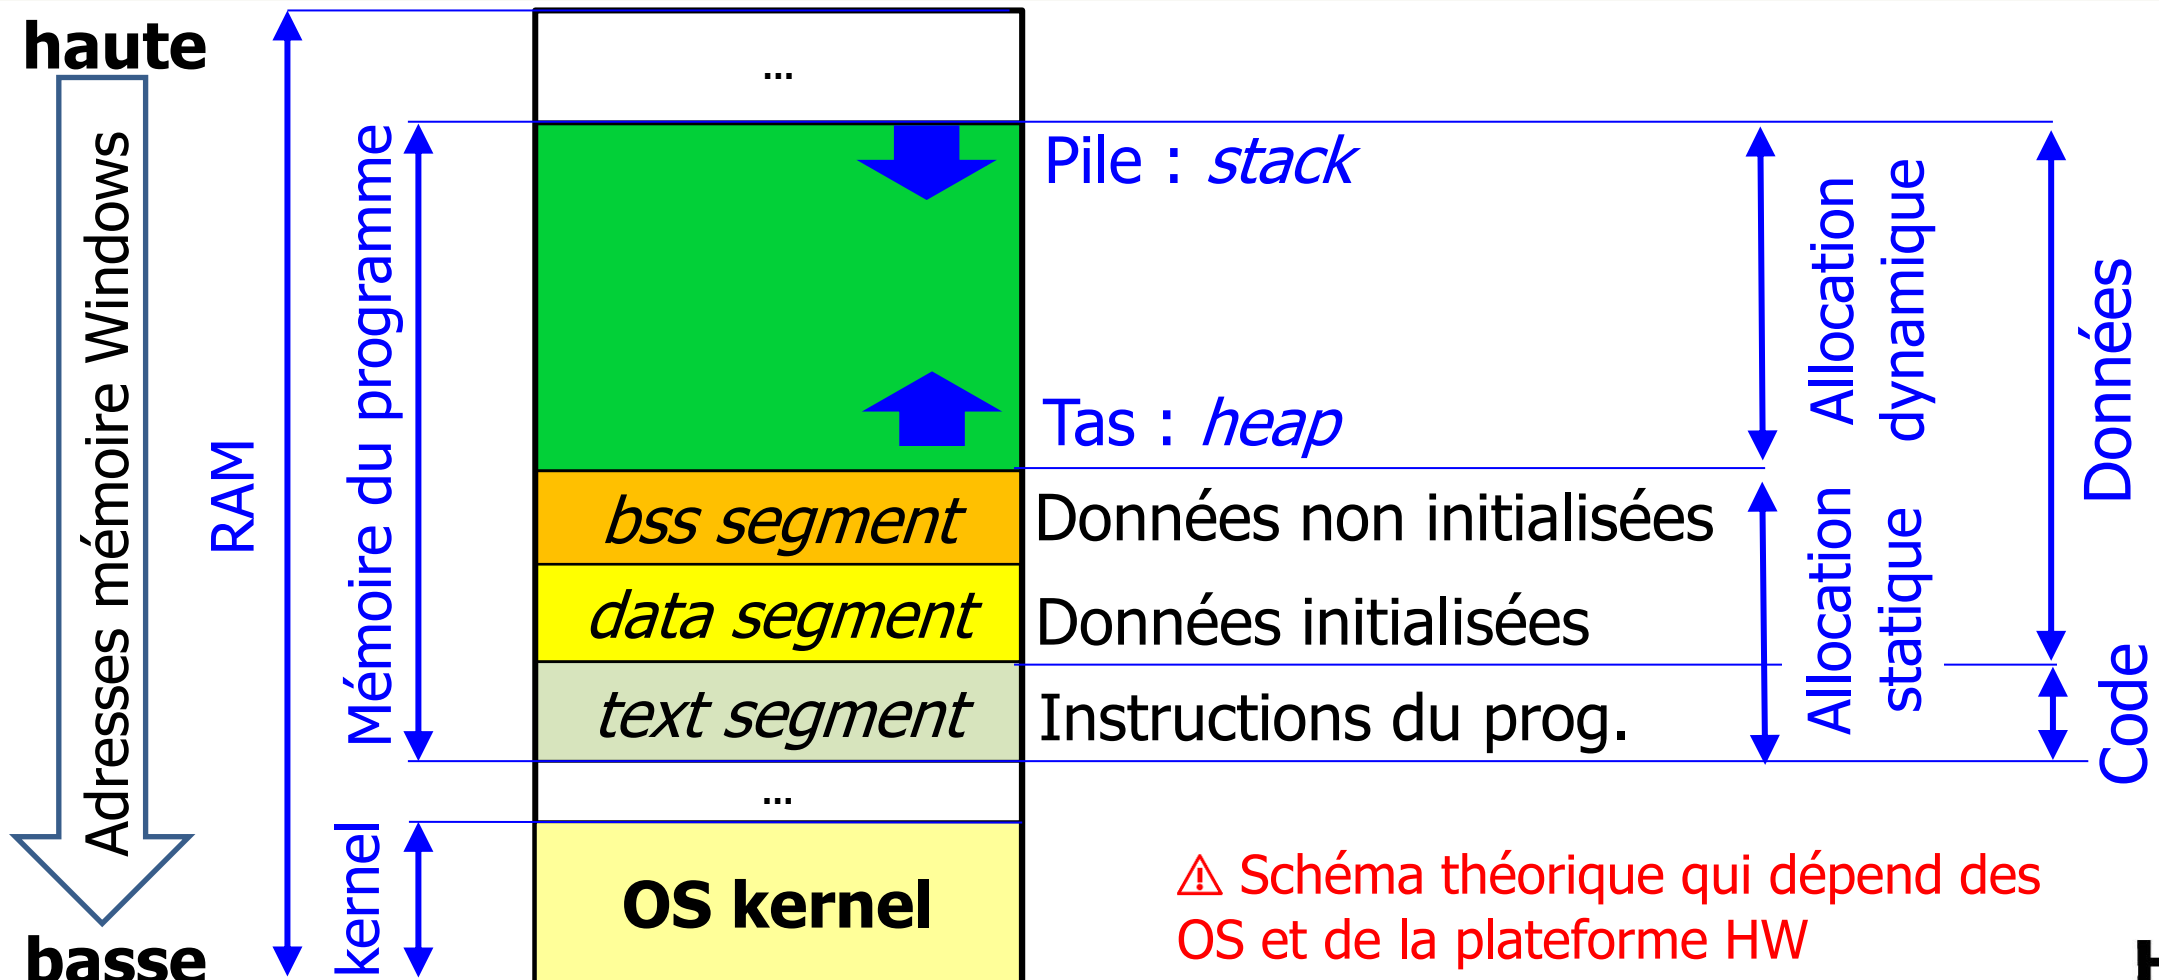 haute
Adresses mémoire Windows
basse
RAM
Mémoire du programme
kernel
...
Pile : stack
Tas : heap
bss segment
Données non initialisées
data segment
Données initialisées
text segment
Instructions du prog.
...
OS kernel
Allocation
dynamique
Allocation
statique
Données
Code
⚠ Schéma théorique qui dépend des
OS et de la plateforme HW